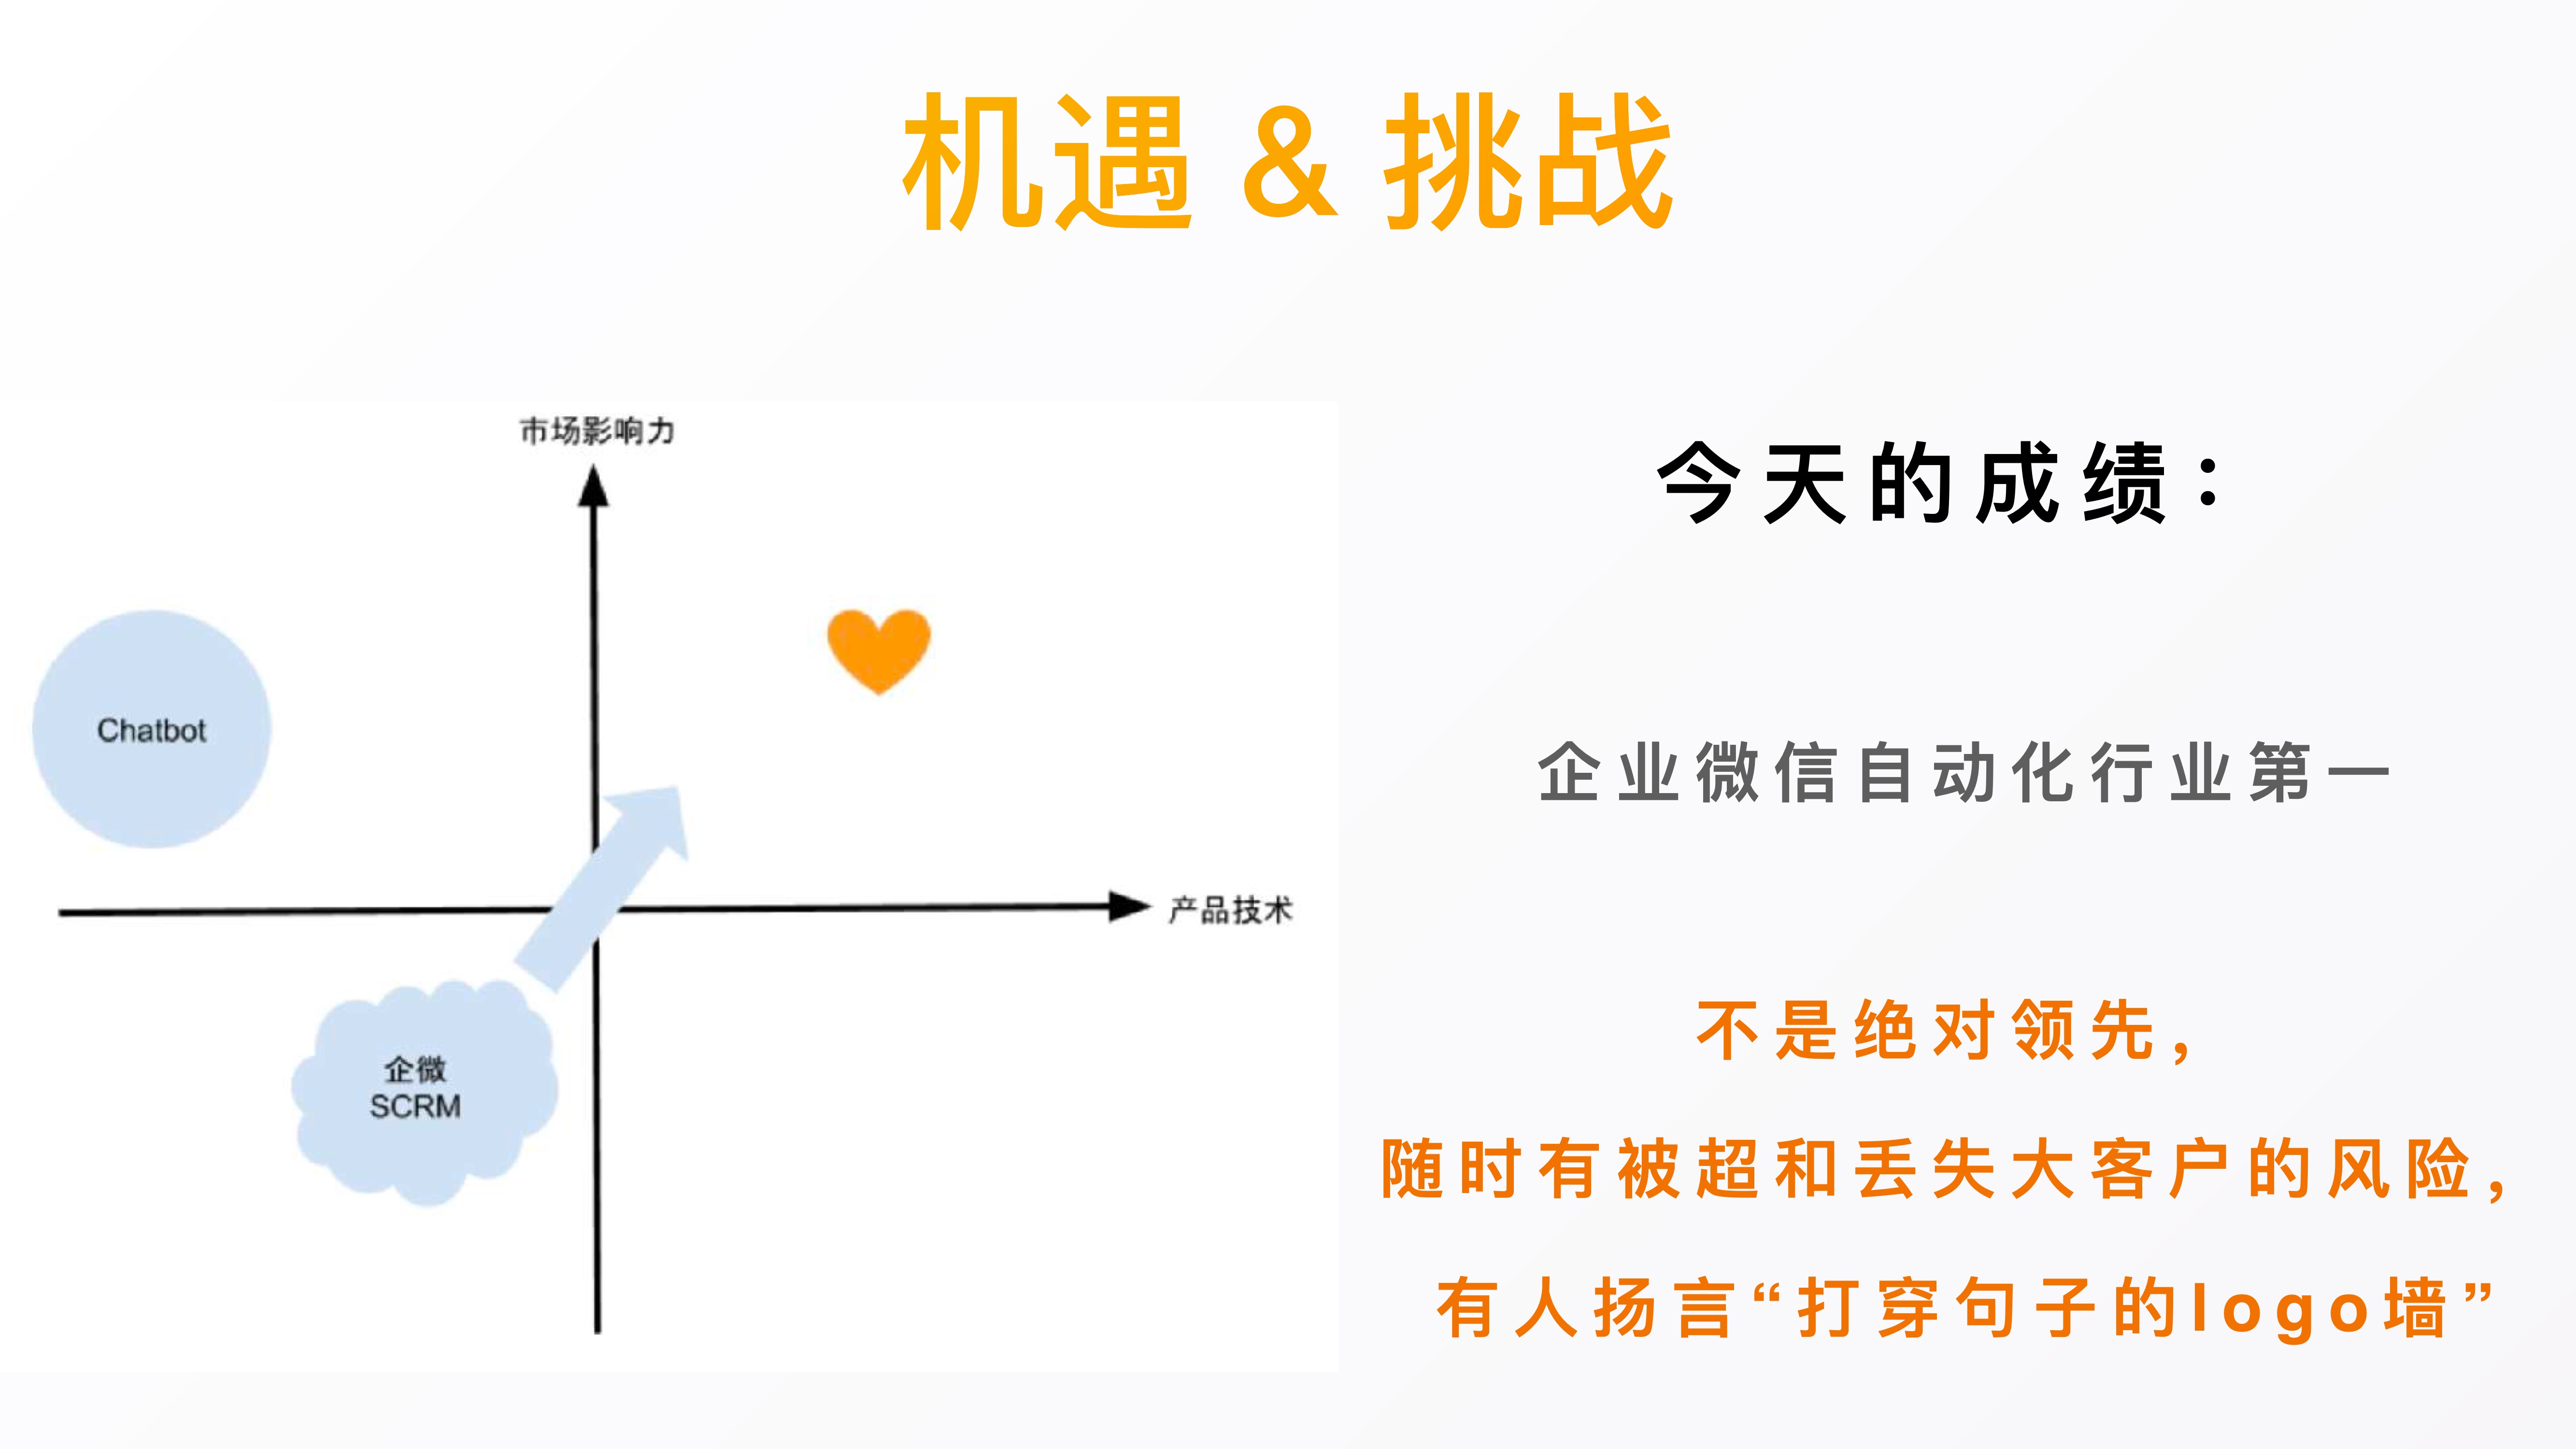 机遇 & 挑战
市场影响力
Chatbot
产品技术
企微
SCRM
今天的成绩：
企业微信自动化行业第一
不是绝对领先，
随时有被超和丢失大客户的风险，
有人扬言“打穿句子的logo墙”